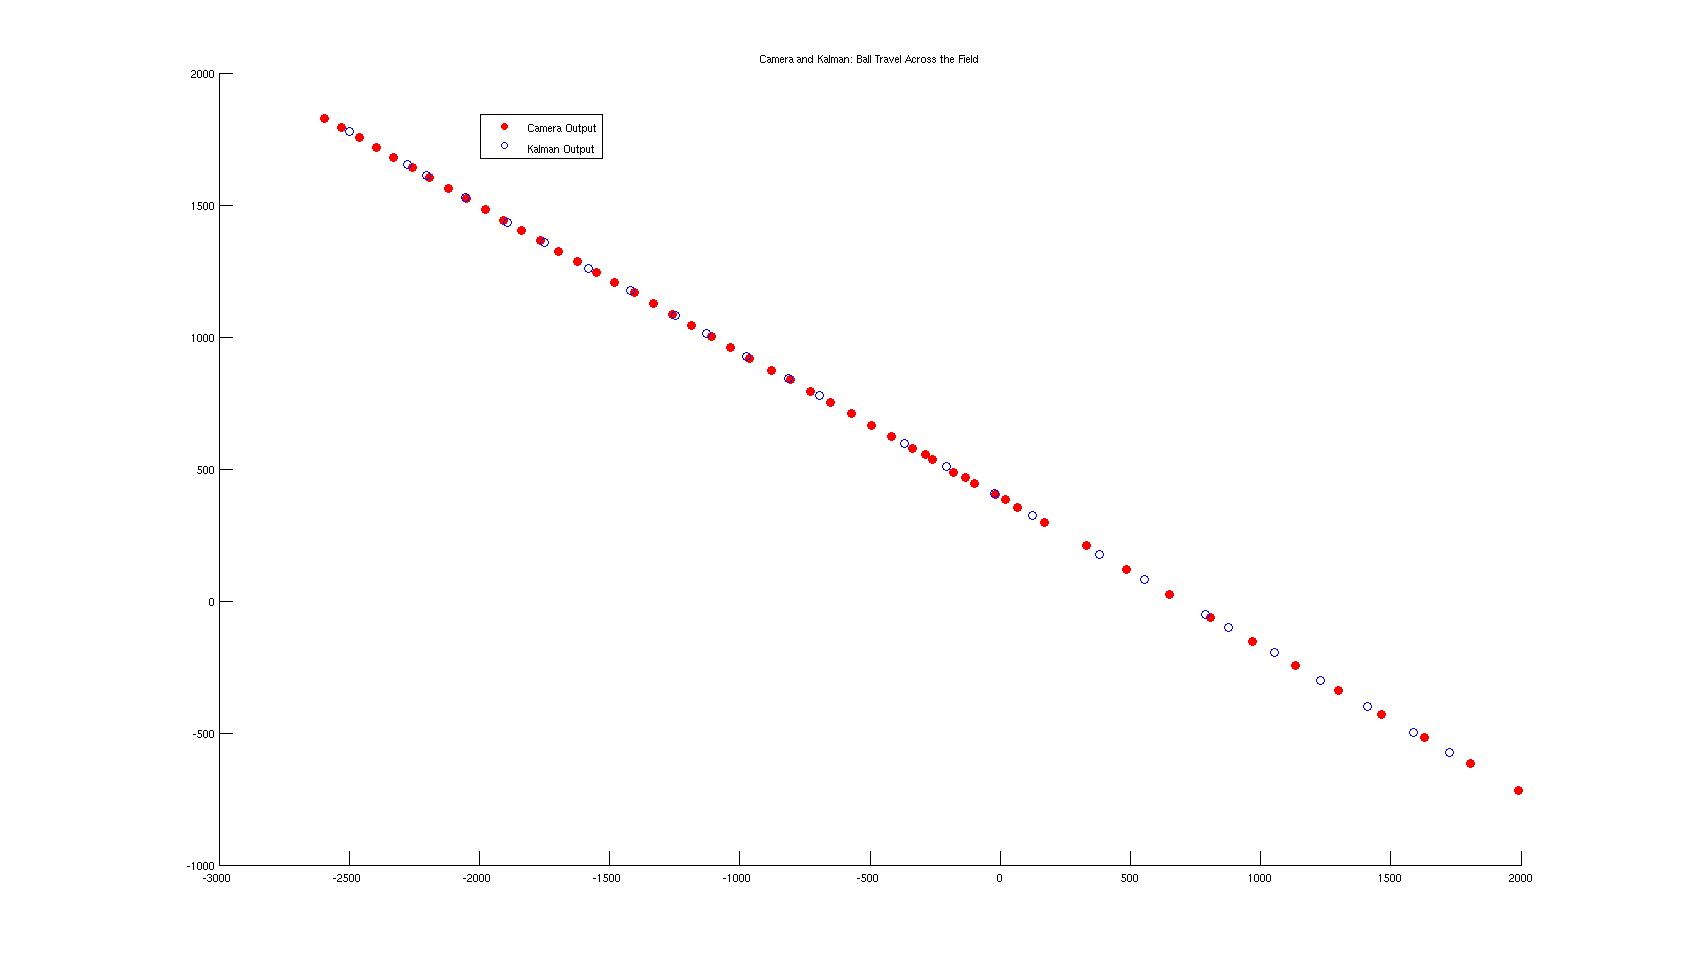 Camera and Kalman: Ball Travel Across the Field
2000
Camera Output
Kalman Output
1500
1000
500
0
-500
-1000
-3000 -2500 -2000 -1500 -1000 -500 0 500 1000 1500 2000